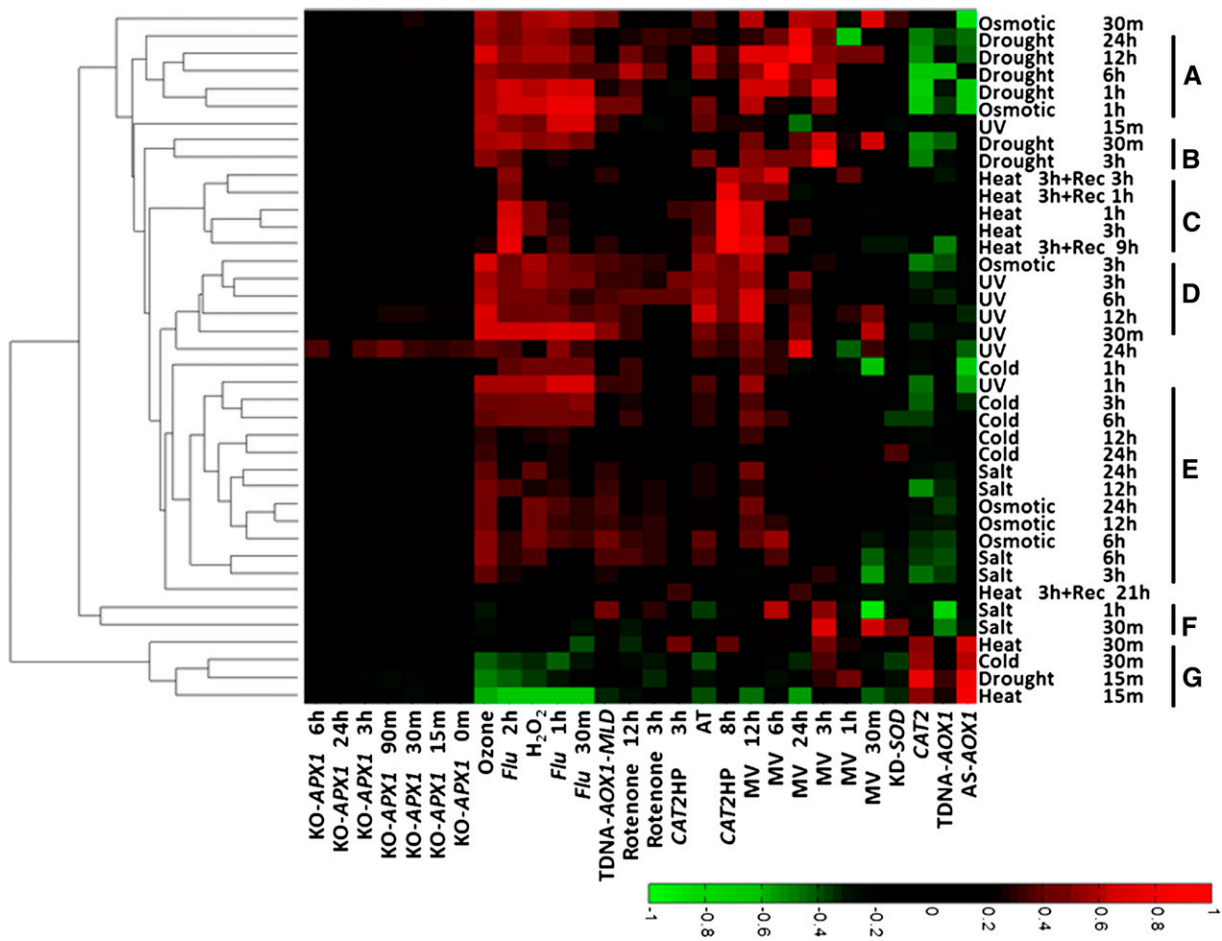 Osmotic 30m
Drought 24h
Drought 12h
Drought 6h
Drought 1h
Osmotic 1h
UV 15m
Drought 30m
Drought 3h
Heat 3h+Rec 3h
Heat 3h+Rec 1h
Heat 1h
Heat 3h
Heat 3h+Rec 9h
Osmotic 3h
UV 3h
UV 6h
UV 12h
UV 30m
UV 24h
Cold 1h
UV 1h
Cold 3h
Cold 6h
Cold 12h
Cold 24h
Salt 24h
Salt 12h
Osmotic 24h
Osmotic 12h
Osmotic 6h
Salt 6h
Salt 3h
Heat 3h+Rec 21h
Salt 1h
Salt 30m
Heat 30m
Cold 30m
Drought 15m
Heat 15m
A
B
C
D
E
F
G
KO-APX1 6h
KO-APX1 24h
KO-APX1 3h
KO-APX1 90m
KO-APX1 30m
KO-APX1 15m
KO-APX1 0m
Ozone
Flu 2h
H₂O₂
Flu 1h
Flu 30m
TDNA-AOX1-MLD
Rotenone 12h
Rotenone 3h
CAT2HP 3h
AT
CAT2HP 8h
MV 12h
MV 6h
MV 24h
MV 3h
MV 1h
MV 30m
KD-SOD
CAT2
TDNA-AOX1
AS-AOX1
-1 -0.8 -0.6 -0.4 -0.2 0 0.2 0.4 0.6 0.8 1